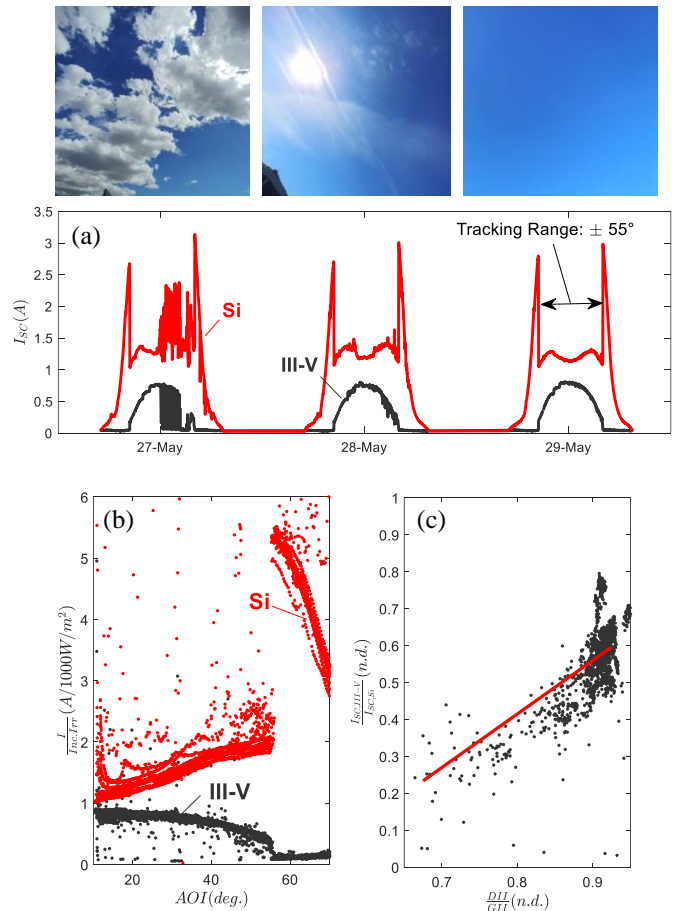 (a)
Tracking Range: ± 55°
Si
III-V
I_SC(A)
3.5
3
2.5
2
1.5
1
0.5
0
27-May
28-May
29-May
(b)
Si
III-V
I/Inc.Irr (A/1000W/m²)
6
5
4
3
2
1
0
20
40
60
AOI(deg.)
(c)
I_SC,III-V/I_SC,Si (n.d.)
1
0.9
0.8
0.7
0.6
0.5
0.4
0.3
0.2
0.1
0
0.7
0.8
0.9
DII/GII (n.d.)